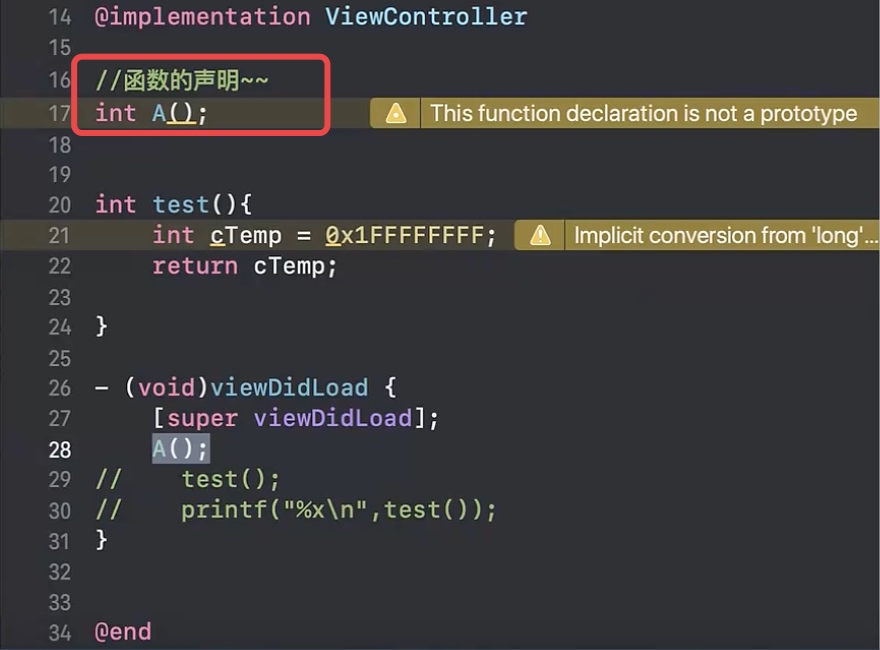 14 @implementation ViewController
15
16 //函数的声明~~
17 int A(); This function declaration is not a prototype
18
19
20 int test(){
21 int cTemp = 0x1FFFFFFFF; Implicit conversion from 'long'...
22 return cTemp;
23
24 }
25
26 - (void)viewDidLoad {
27 [super viewDidLoad];
28 A();
29 // test();
30 // printf("%x\n",test());
31 }
32
33
34 @end